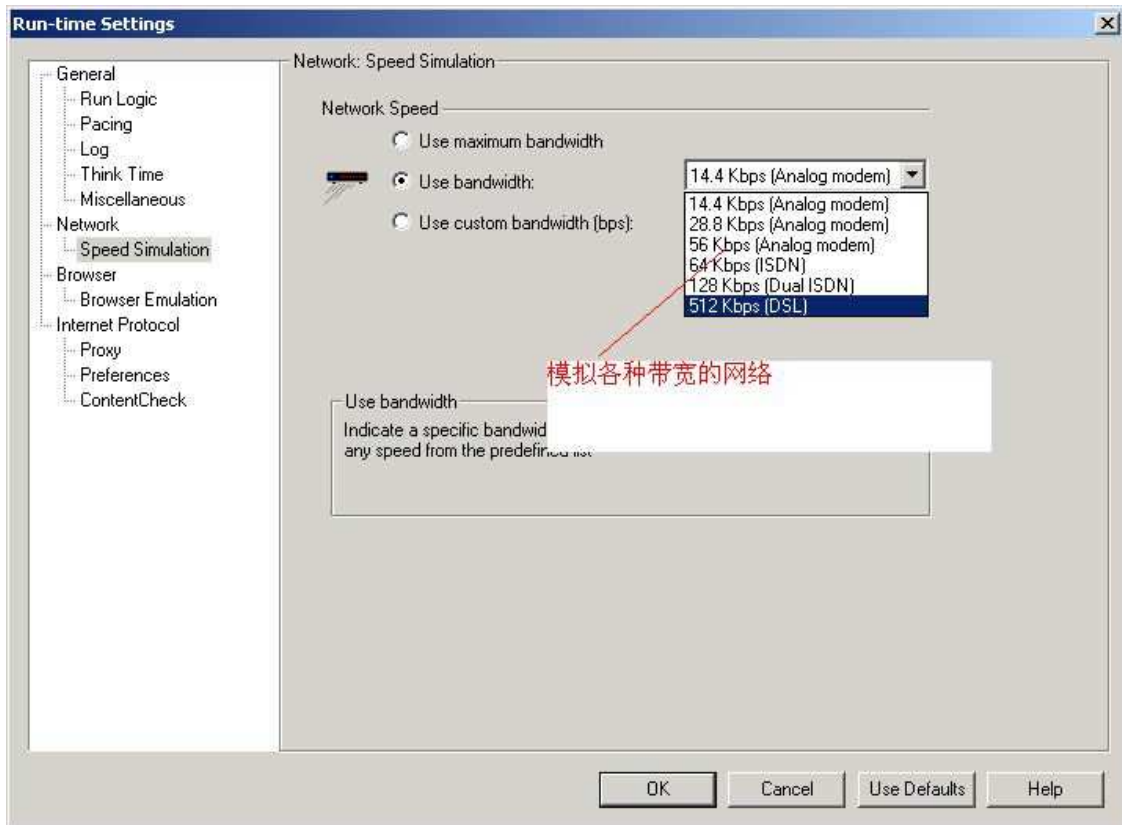 Run-time Settings
General
Run Logic
Pacing
Log
Think Time
Miscellaneous
Network
Speed Simulation
Browser
Browser Emulation
Internet Protocol
Proxy
Preferences
ContentCheck
Network: Speed Simulation
Network Speed
Use maximum bandwidth
Use bandwidth:
14.4 Kbps (Analog modem)
14.4 Kbps (Analog modem)
28.8 Kbps (Analog modem)
56 Kbps (Analog modem)
64 Kbps (ISDN)
128 Kbps (Dual ISDN)
512 Kbps (DSL)
Use custom bandwidth (bps):
模拟各种带宽的网络
Use bandwidth
Indicate a specific
any speed from the predefined list
OK
Cancel
Use Defaults
Help